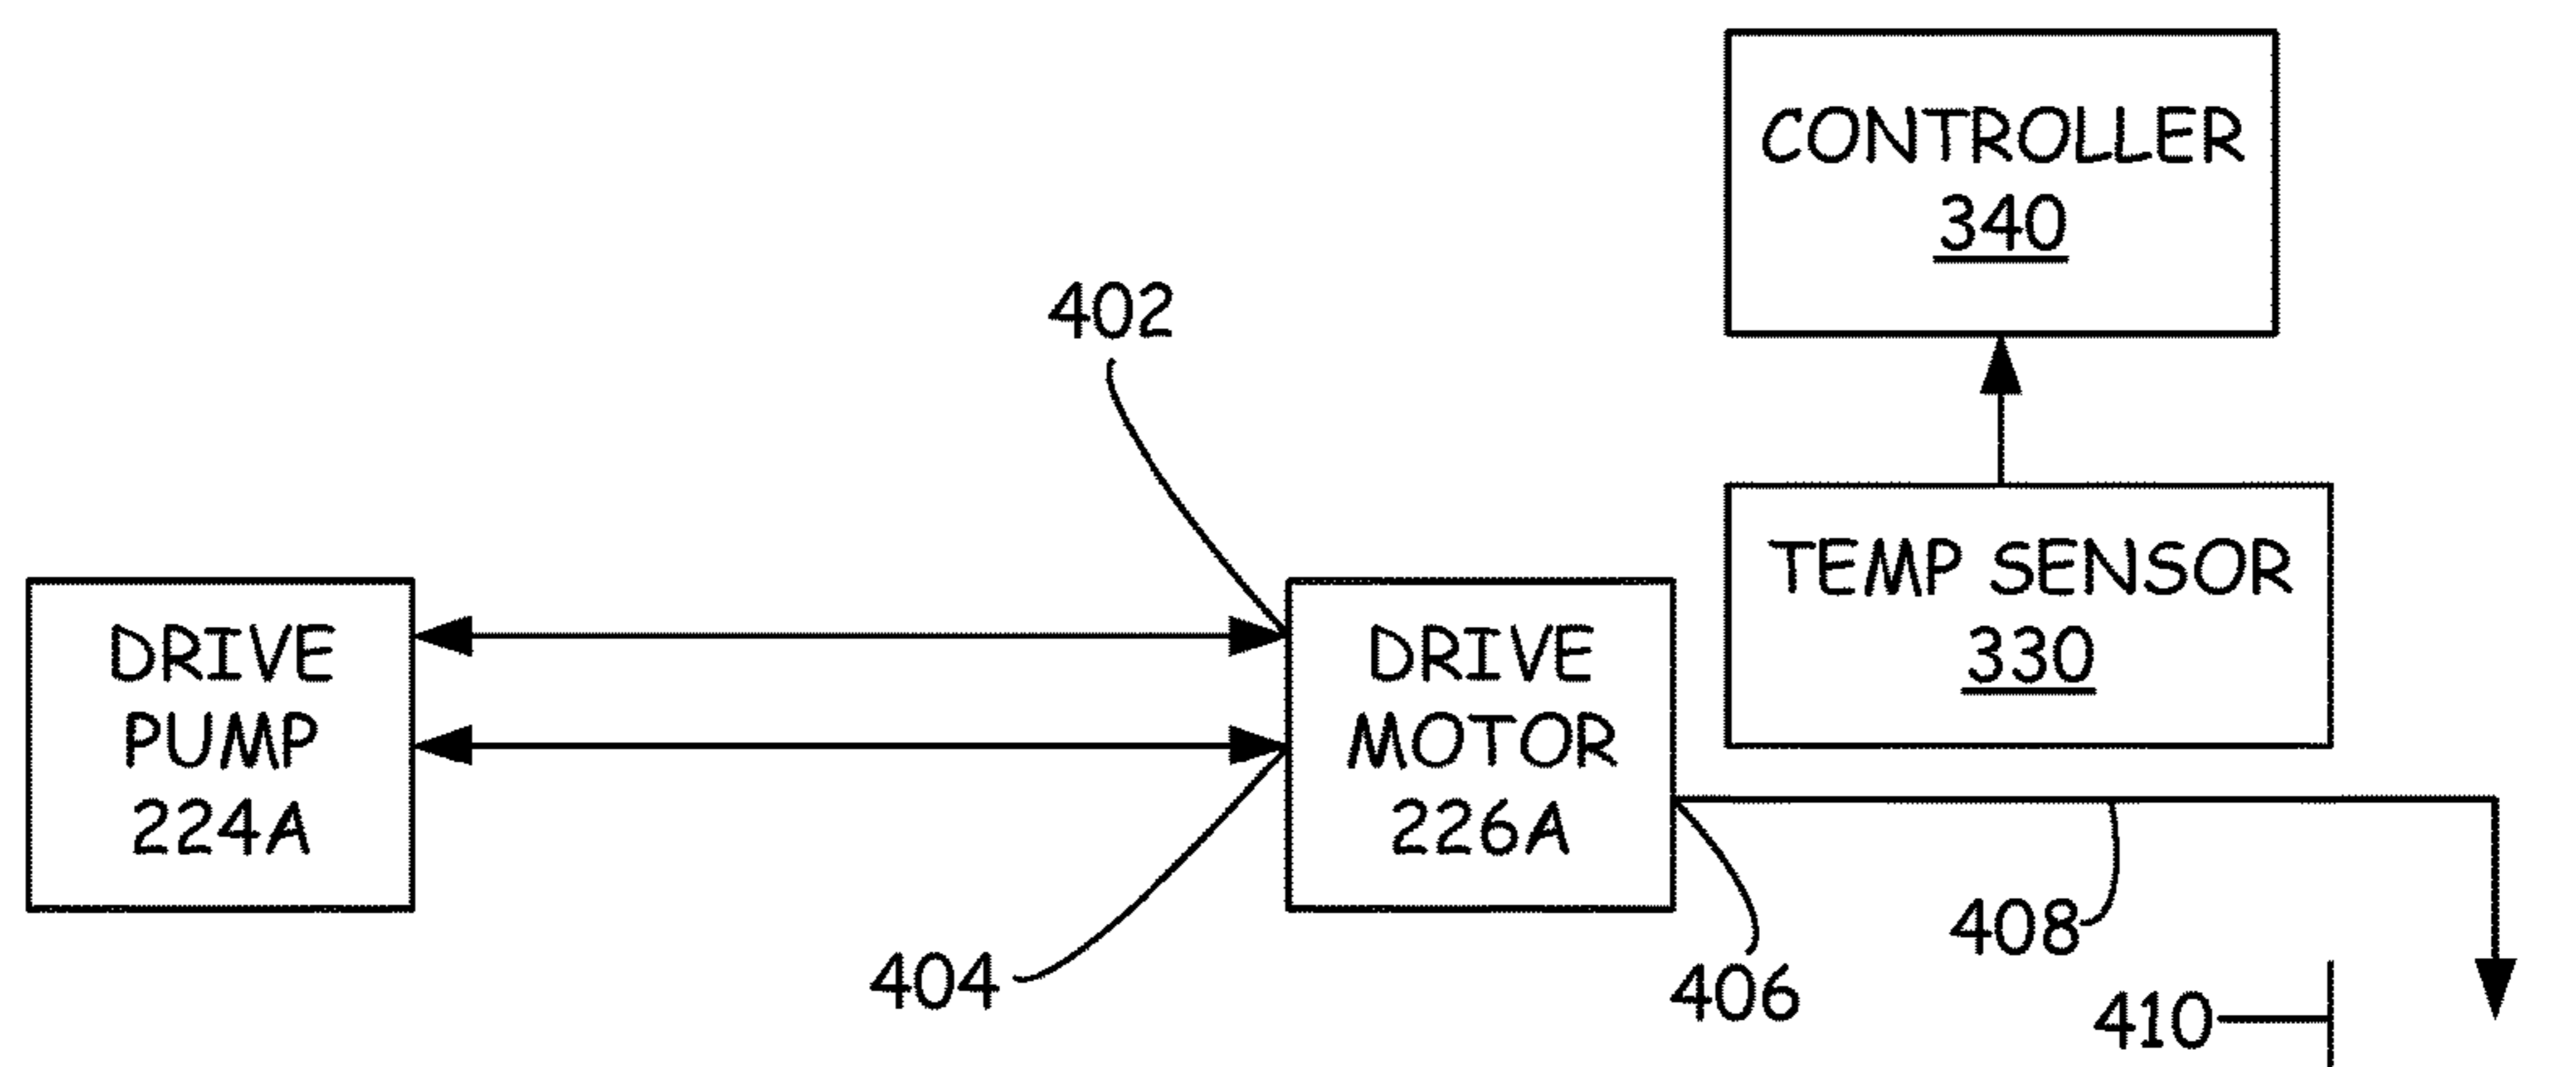 CONTROLLER
340
402
TEMP SENSOR
330
DRIVE
PUMP
224A
DRIVE
MOTOR
226A
404
406
408
410